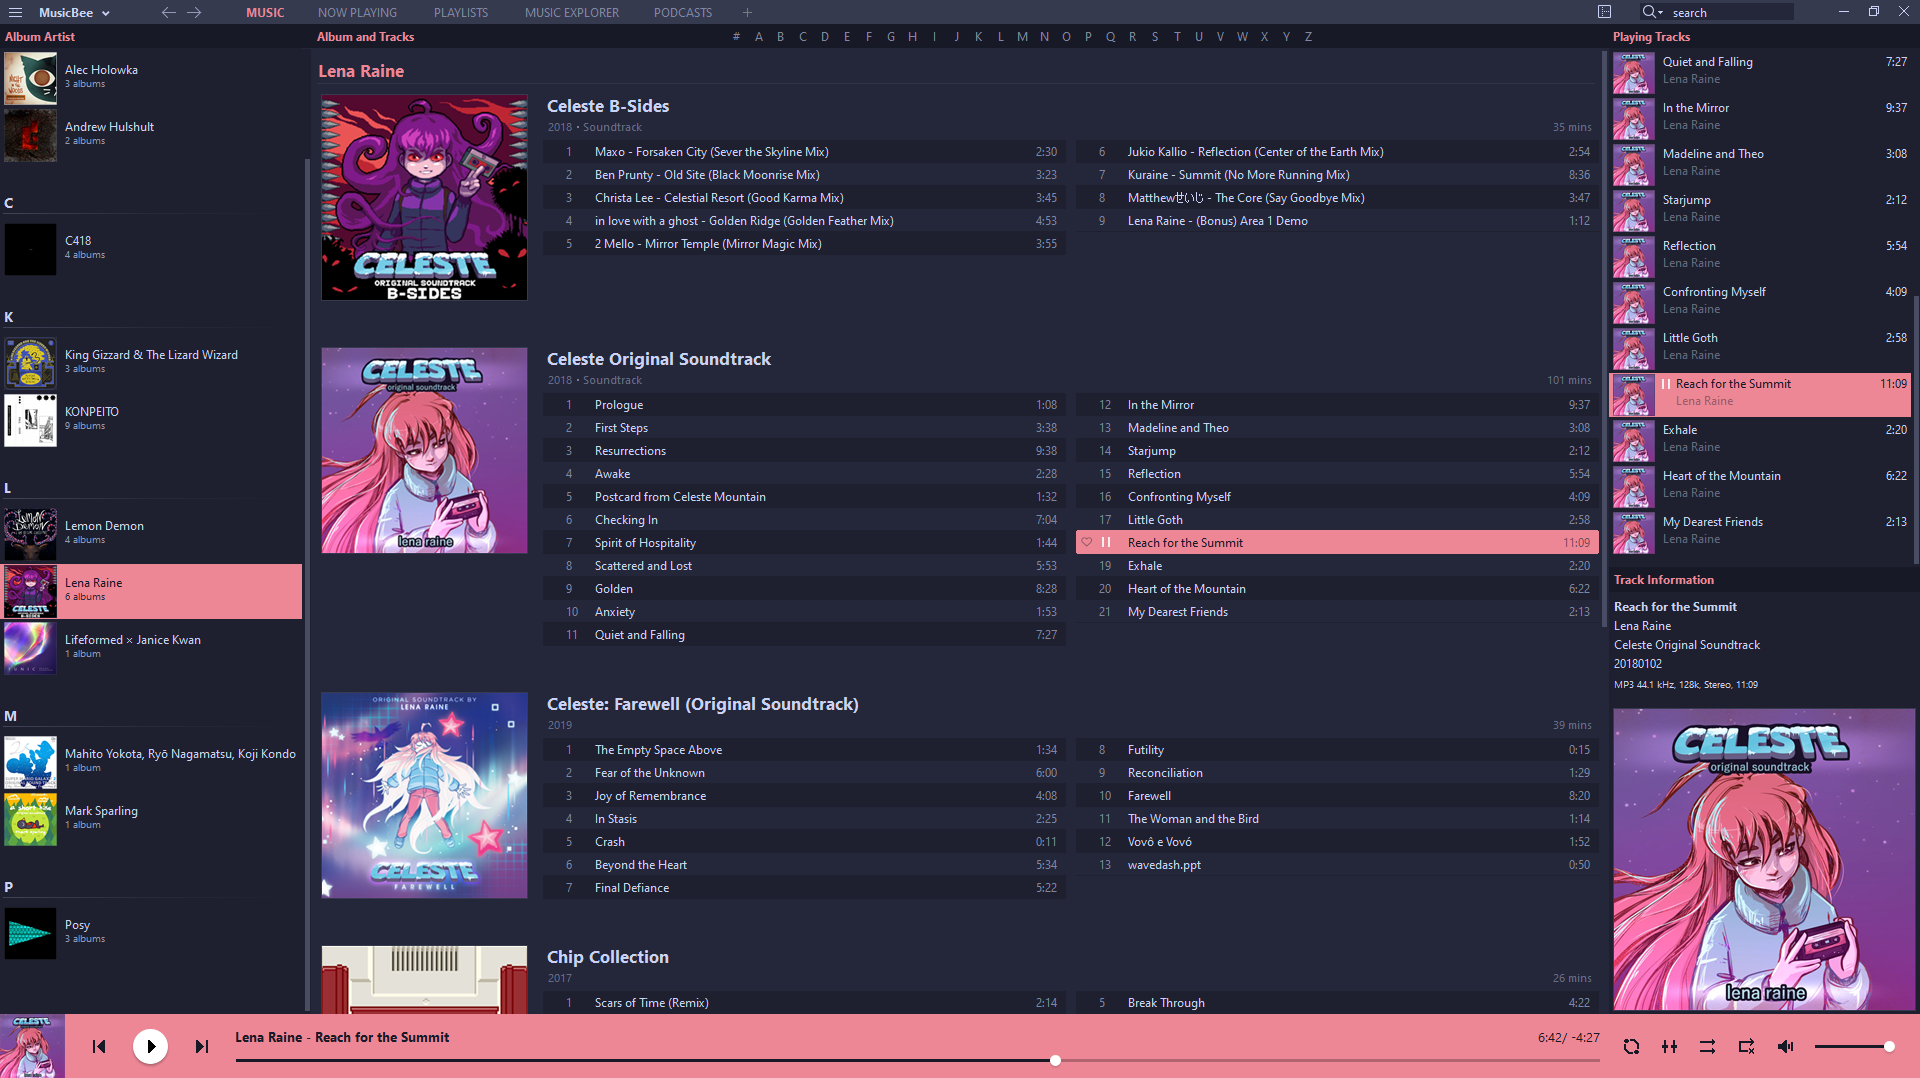 MusicBee
MUSIC
NOW PLAYING
PLAYLISTS
MUSIC EXPLORER
PODCASTS
search
Album Artist
Alec Holowka
3 albums
Andrew Hulshult
2 albums
C
C418
4 albums
K
King Gizzard & The Lizard Wizard
3 albums
KONPEITO
9 albums
L
Lemon Demon
4 albums
Lena Raine
6 albums
Lifeformed × Janice Kwan
1 album
M
Mahito Yokota, Ryō Nagamatsu, Koji Kondo
1 album
Mark Sparling
1 album
P
Posy
3 albums
Album and Tracks
# A B C D E F G H I J K L M N O P Q R S T U V W X Y Z
Lena Raine
CELESTE
ORIGINAL SOUNDTRACK
B-SIDES
Celeste B-Sides
2018 • Soundtrack
35 mins
1 Maxo - Forsaken City (Sever the Skyline Mix) 2:30
2 Ben Prunty - Old Site (Black Moonrise Mix) 3:23
3 Christa Lee - Celestial Resort (Good Karma Mix) 3:45
4 in love with a ghost - Golden Ridge (Golden Feather Mix) 4:53
5 2 Mello - Mirror Temple (Mirror Magic Mix) 3:55
6 Jukio Kallio - Reflection (Center of the Earth Mix) 2:54
7 Kuraine - Summit (No More Running Mix) 8:36
8 Matthewせいじ - The Core (Say Goodbye Mix) 3:47
9 Lena Raine - (Bonus) Area 1 Demo 1:12
CELESTE
original soundtrack
lena raine
Celeste Original Soundtrack
2018 • Soundtrack
101 mins
1 Prologue 1:08
2 First Steps 3:38
3 Resurrections 9:38
4 Awake 2:28
5 Postcard from Celeste Mountain 1:32
6 Checking In 7:04
7 Spirit of Hospitality 1:44
8 Scattered and Lost 5:53
9 Golden 8:28
10 Anxiety 1:53
11 Quiet and Falling 7:27
12 In the Mirror 9:37
13 Madeline and Theo 3:08
14 Starjump 2:12
15 Reflection 5:54
16 Confronting Myself 4:09
17 Little Goth 2:58
Reach for the Summit 11:09
19 Exhale 2:20
20 Heart of the Mountain 6:22
21 My Dearest Friends 2:13
ORIGINAL SOUNDTRACK BY
LENA RAINE
CELESTE
FAREWELL
Celeste: Farewell (Original Soundtrack)
2019
39 mins
1 The Empty Space Above 1:34
2 Fear of the Unknown 6:00
3 Joy of Remembrance 4:08
4 In Stasis 2:25
5 Crash 0:11
6 Beyond the Heart 5:34
7 Final Defiance 5:22
8 Futility 0:15
9 Reconciliation 1:29
10 Farewell 8:20
11 The Woman and the Bird 1:14
12 Vovô e Vovó 1:52
13 wavedash.ppt 0:50
Chip Collection
2017
26 mins
1 Scars of Time (Remix) 2:14
5 Break Through 4:22
Playing Tracks
Quiet and Falling 7:27
Lena Raine
In the Mirror 9:37
Lena Raine
Madeline and Theo 3:08
Lena Raine
Starjump 2:12
Lena Raine
Reflection 5:54
Lena Raine
Confronting Myself 4:09
Lena Raine
Little Goth 2:58
Lena Raine
Reach for the Summit 11:09
Lena Raine
Exhale 2:20
Lena Raine
Heart of the Mountain 6:22
Lena Raine
My Dearest Friends 2:13
Lena Raine
Track Information
Reach for the Summit
Lena Raine
Celeste Original Soundtrack
20180102
MP3 44.1 kHz, 128k, Stereo, 11:09
CELESTE
original soundtrack
lena raine
Lena Raine - Reach for the Summit
6:42/ -4:27